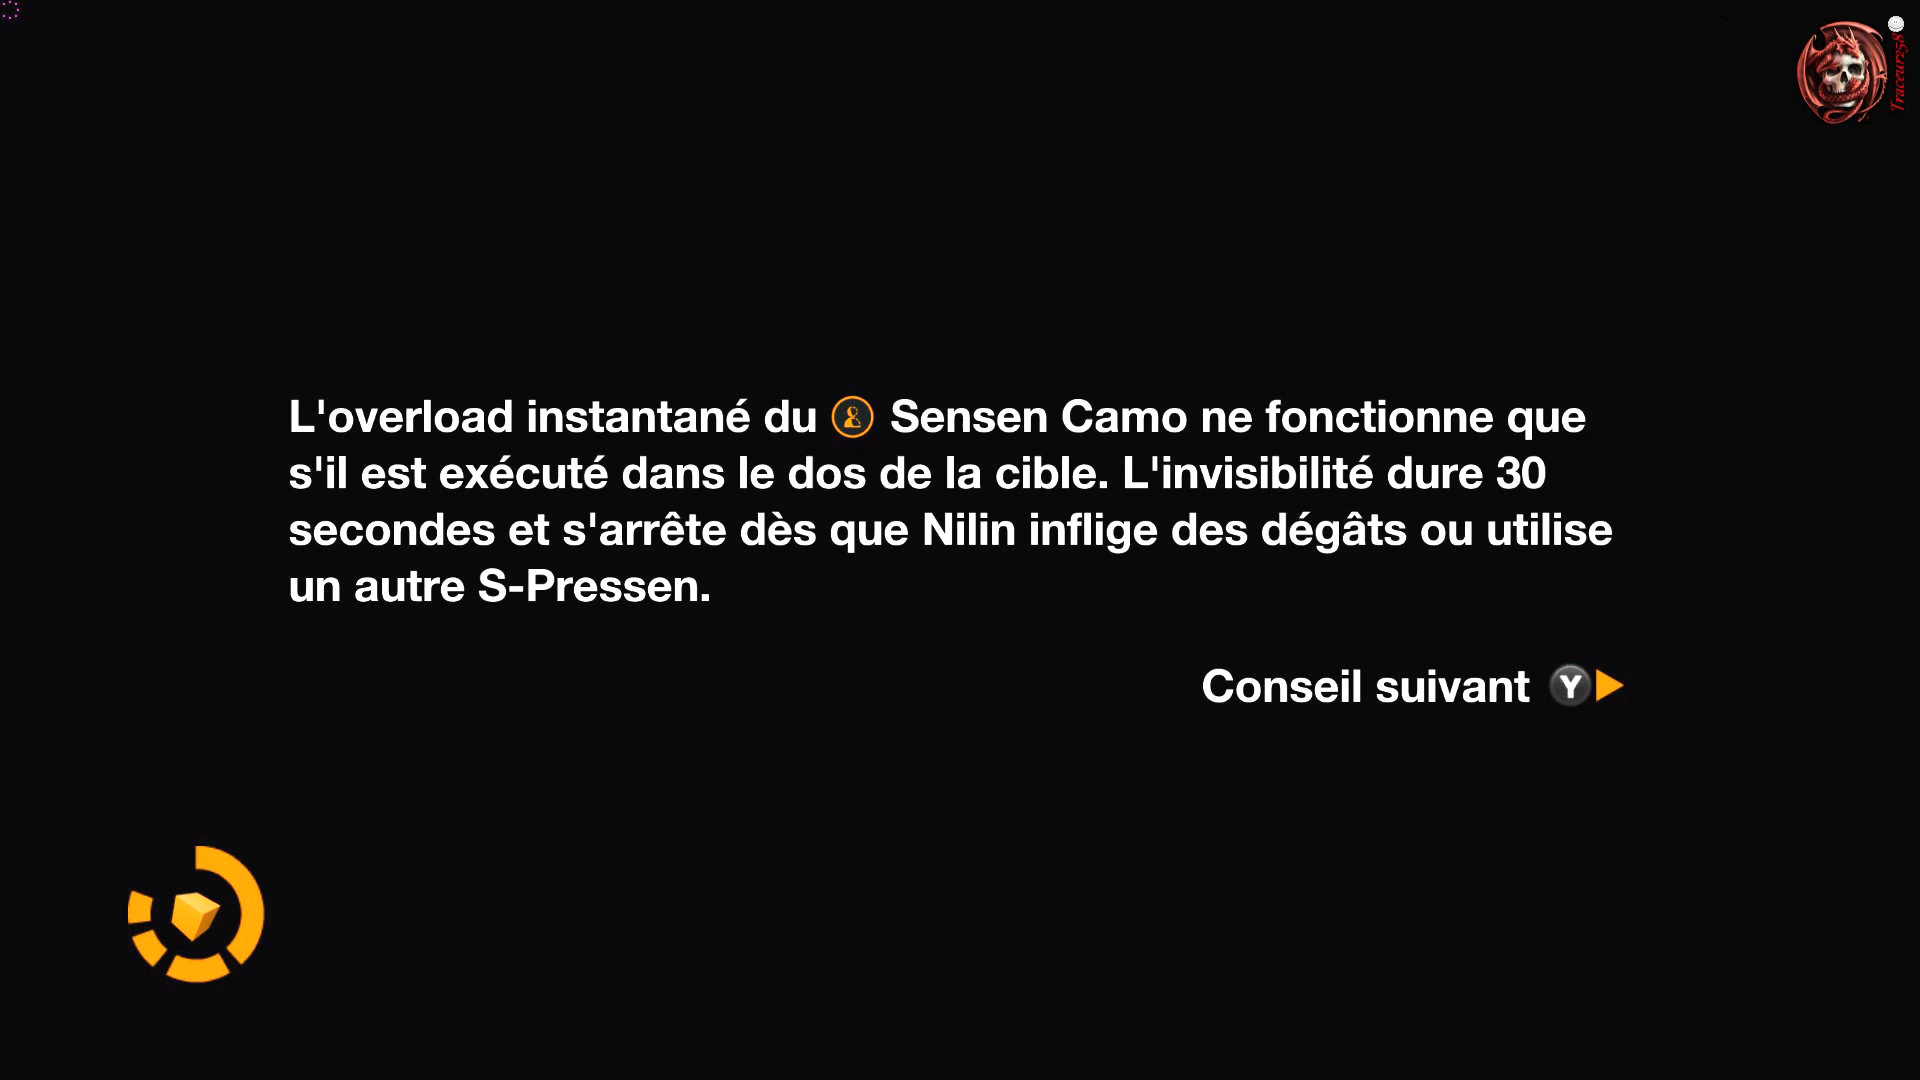 Traceur258
L'overload instantané du Sensen Camo ne fonctionne que
s'il est exécuté dans le dos de la cible. L'invisibilité dure 30
secondes et s'arrête dès que Nilin inflige des dégâts ou utilise
un autre S-Pressen.
Conseil suivant Y